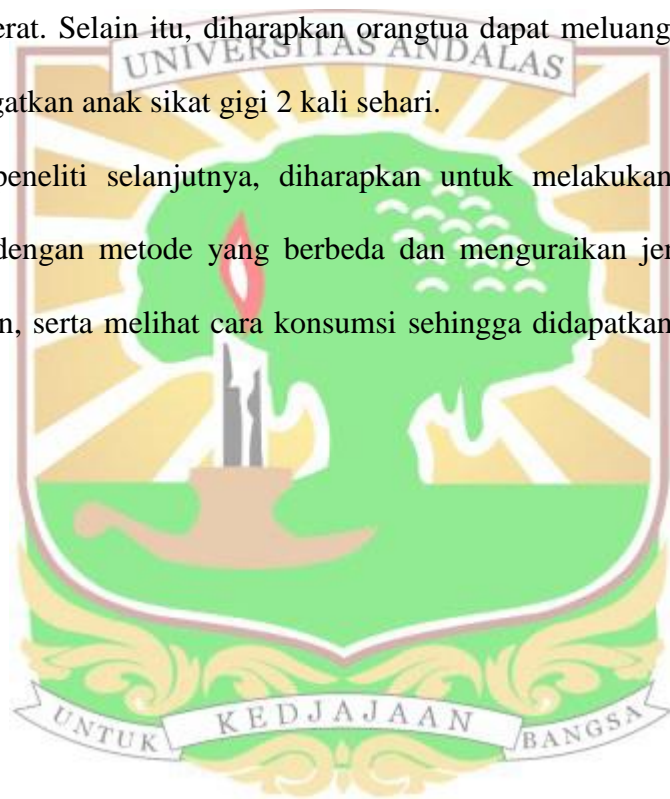 erat. Selain itu, diharapkan orangtua dapat meluang
UNIVERSITAS ANDALAS
gatkan anak sikat gigi 2 kali sehari.
peneliti selanjutnya, diharapkan untuk melakukan
dengan metode yang berbeda dan menguraikan jer
n, serta melihat cara konsumsi sehingga didapatkan
UNTUK KEDJAJAAN BANGSA